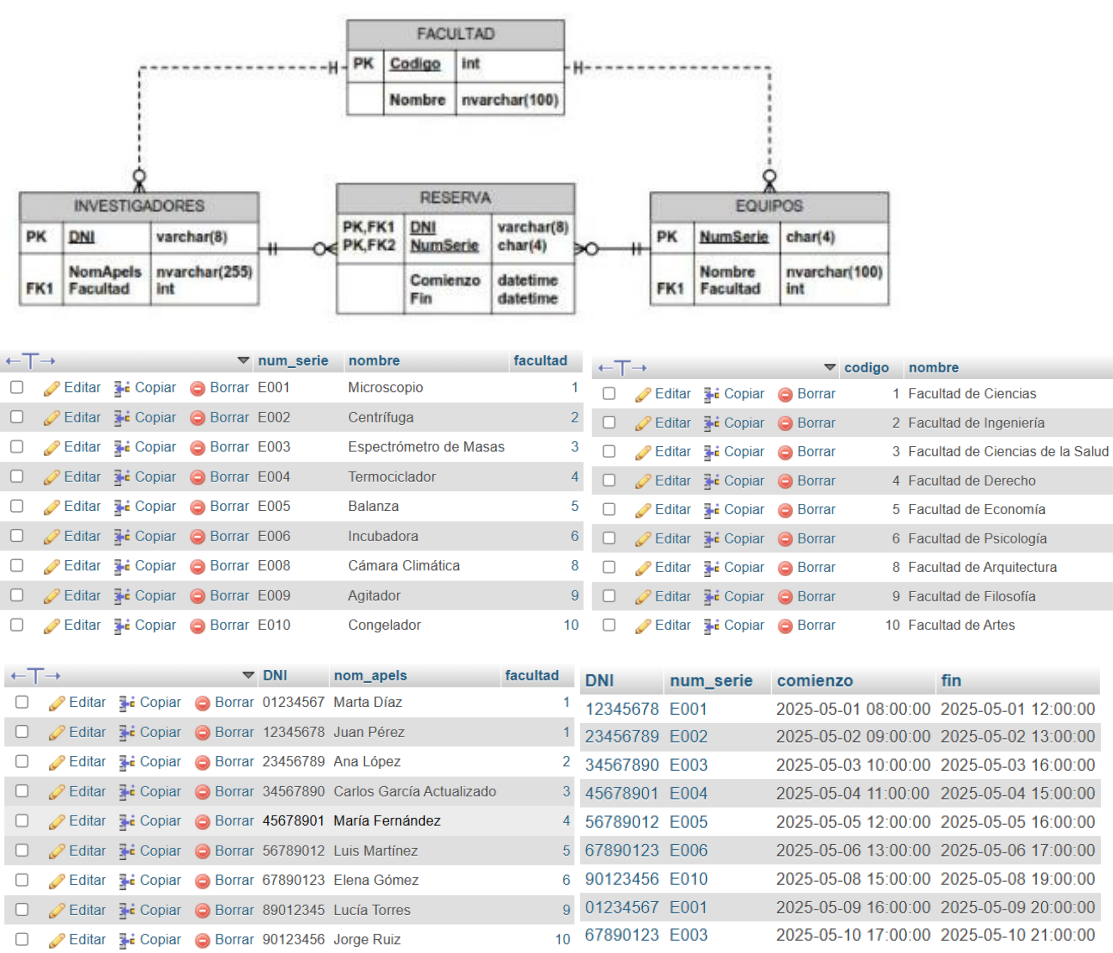 FACULTAD
PK Codigo int
Nombre nvarchar(100)
INVESTIGADORES
PK DNI varchar(8)
NomApels nvarchar(255)
FK1 Facultad int
RESERVA
PK,FK1 DNI varchar(8)
PK,FK2 NumSerie char(4)
Comienzo datetime
Fin datetime
EQUIPOS
PK NumSerie char(4)
Nombre nvarchar(100)
FK1 Facultad int
num_serie nombre facultad
Editar Copiar Borrar E001 Microscopio 1
Editar Copiar Borrar E002 Centrífuga 2
Editar Copiar Borrar E003 Espectrómetro de Masas 3
Editar Copiar Borrar E004 Termociclador 4
Editar Copiar Borrar E005 Balanza 5
Editar Copiar Borrar E006 Incubadora 6
Editar Copiar Borrar E008 Cámara Climática 8
Editar Copiar Borrar E009 Agitador 9
Editar Copiar Borrar E010 Congelador 10
codigo nombre
Editar Copiar Borrar 1 Facultad de Ciencias
Editar Copiar Borrar 2 Facultad de Ingeniería
Editar Copiar Borrar 3 Facultad de Ciencias de la Salud
Editar Copiar Borrar 4 Facultad de Derecho
Editar Copiar Borrar 5 Facultad de Economía
Editar Copiar Borrar 6 Facultad de Psicología
Editar Copiar Borrar 8 Facultad de Arquitectura
Editar Copiar Borrar 9 Facultad de Filosofía
Editar Copiar Borrar 10 Facultad de Artes
DNI nom_apels facultad
Editar Copiar Borrar 01234567 Marta Díaz 1
Editar Copiar Borrar 12345678 Juan Pérez 1
Editar Copiar Borrar 23456789 Ana López 2
Editar Copiar Borrar 34567890 Carlos García Actualizado 3
Editar Copiar Borrar 45678901 María Fernández 4
Editar Copiar Borrar 56789012 Luis Martínez 5
Editar Copiar Borrar 67890123 Elena Gómez 6
Editar Copiar Borrar 89012345 Lucía Torres 9
Editar Copiar Borrar 90123456 Jorge Ruiz 10
DNI num_serie comienzo fin
12345678 E001 2025-05-01 08:00:00 2025-05-01 12:00:00
23456789 E002 2025-05-02 09:00:00 2025-05-02 13:00:00
34567890 E003 2025-05-03 10:00:00 2025-05-03 16:00:00
45678901 E004 2025-05-04 11:00:00 2025-05-04 15:00:00
56789012 E005 2025-05-05 12:00:00 2025-05-05 16:00:00
67890123 E006 2025-05-06 13:00:00 2025-05-06 17:00:00
90123456 E010 2025-05-08 15:00:00 2025-05-08 19:00:00
01234567 E001 2025-05-09 16:00:00 2025-05-09 20:00:00
67890123 E003 2025-05-10 17:00:00 2025-05-10 21:00:00